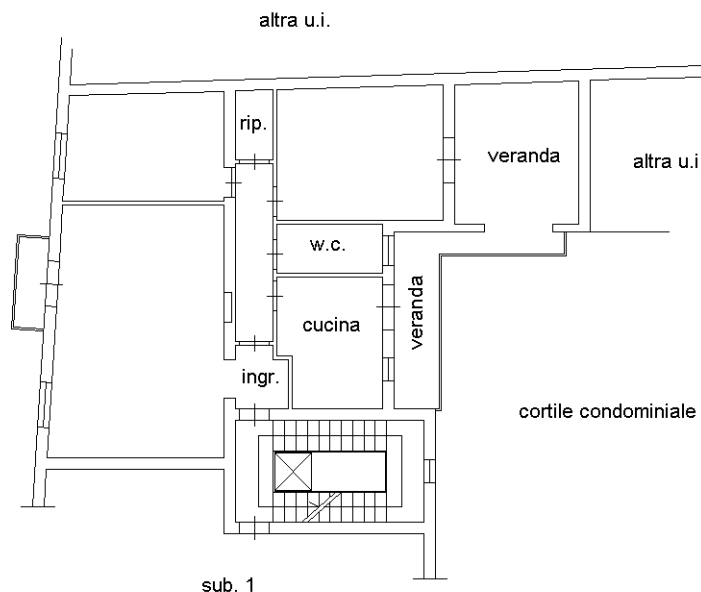 altra u.i.
rip.
veranda
altra u.i
w.c.
veranda
cucina
ingr.
cortile condominiale
sub. 1